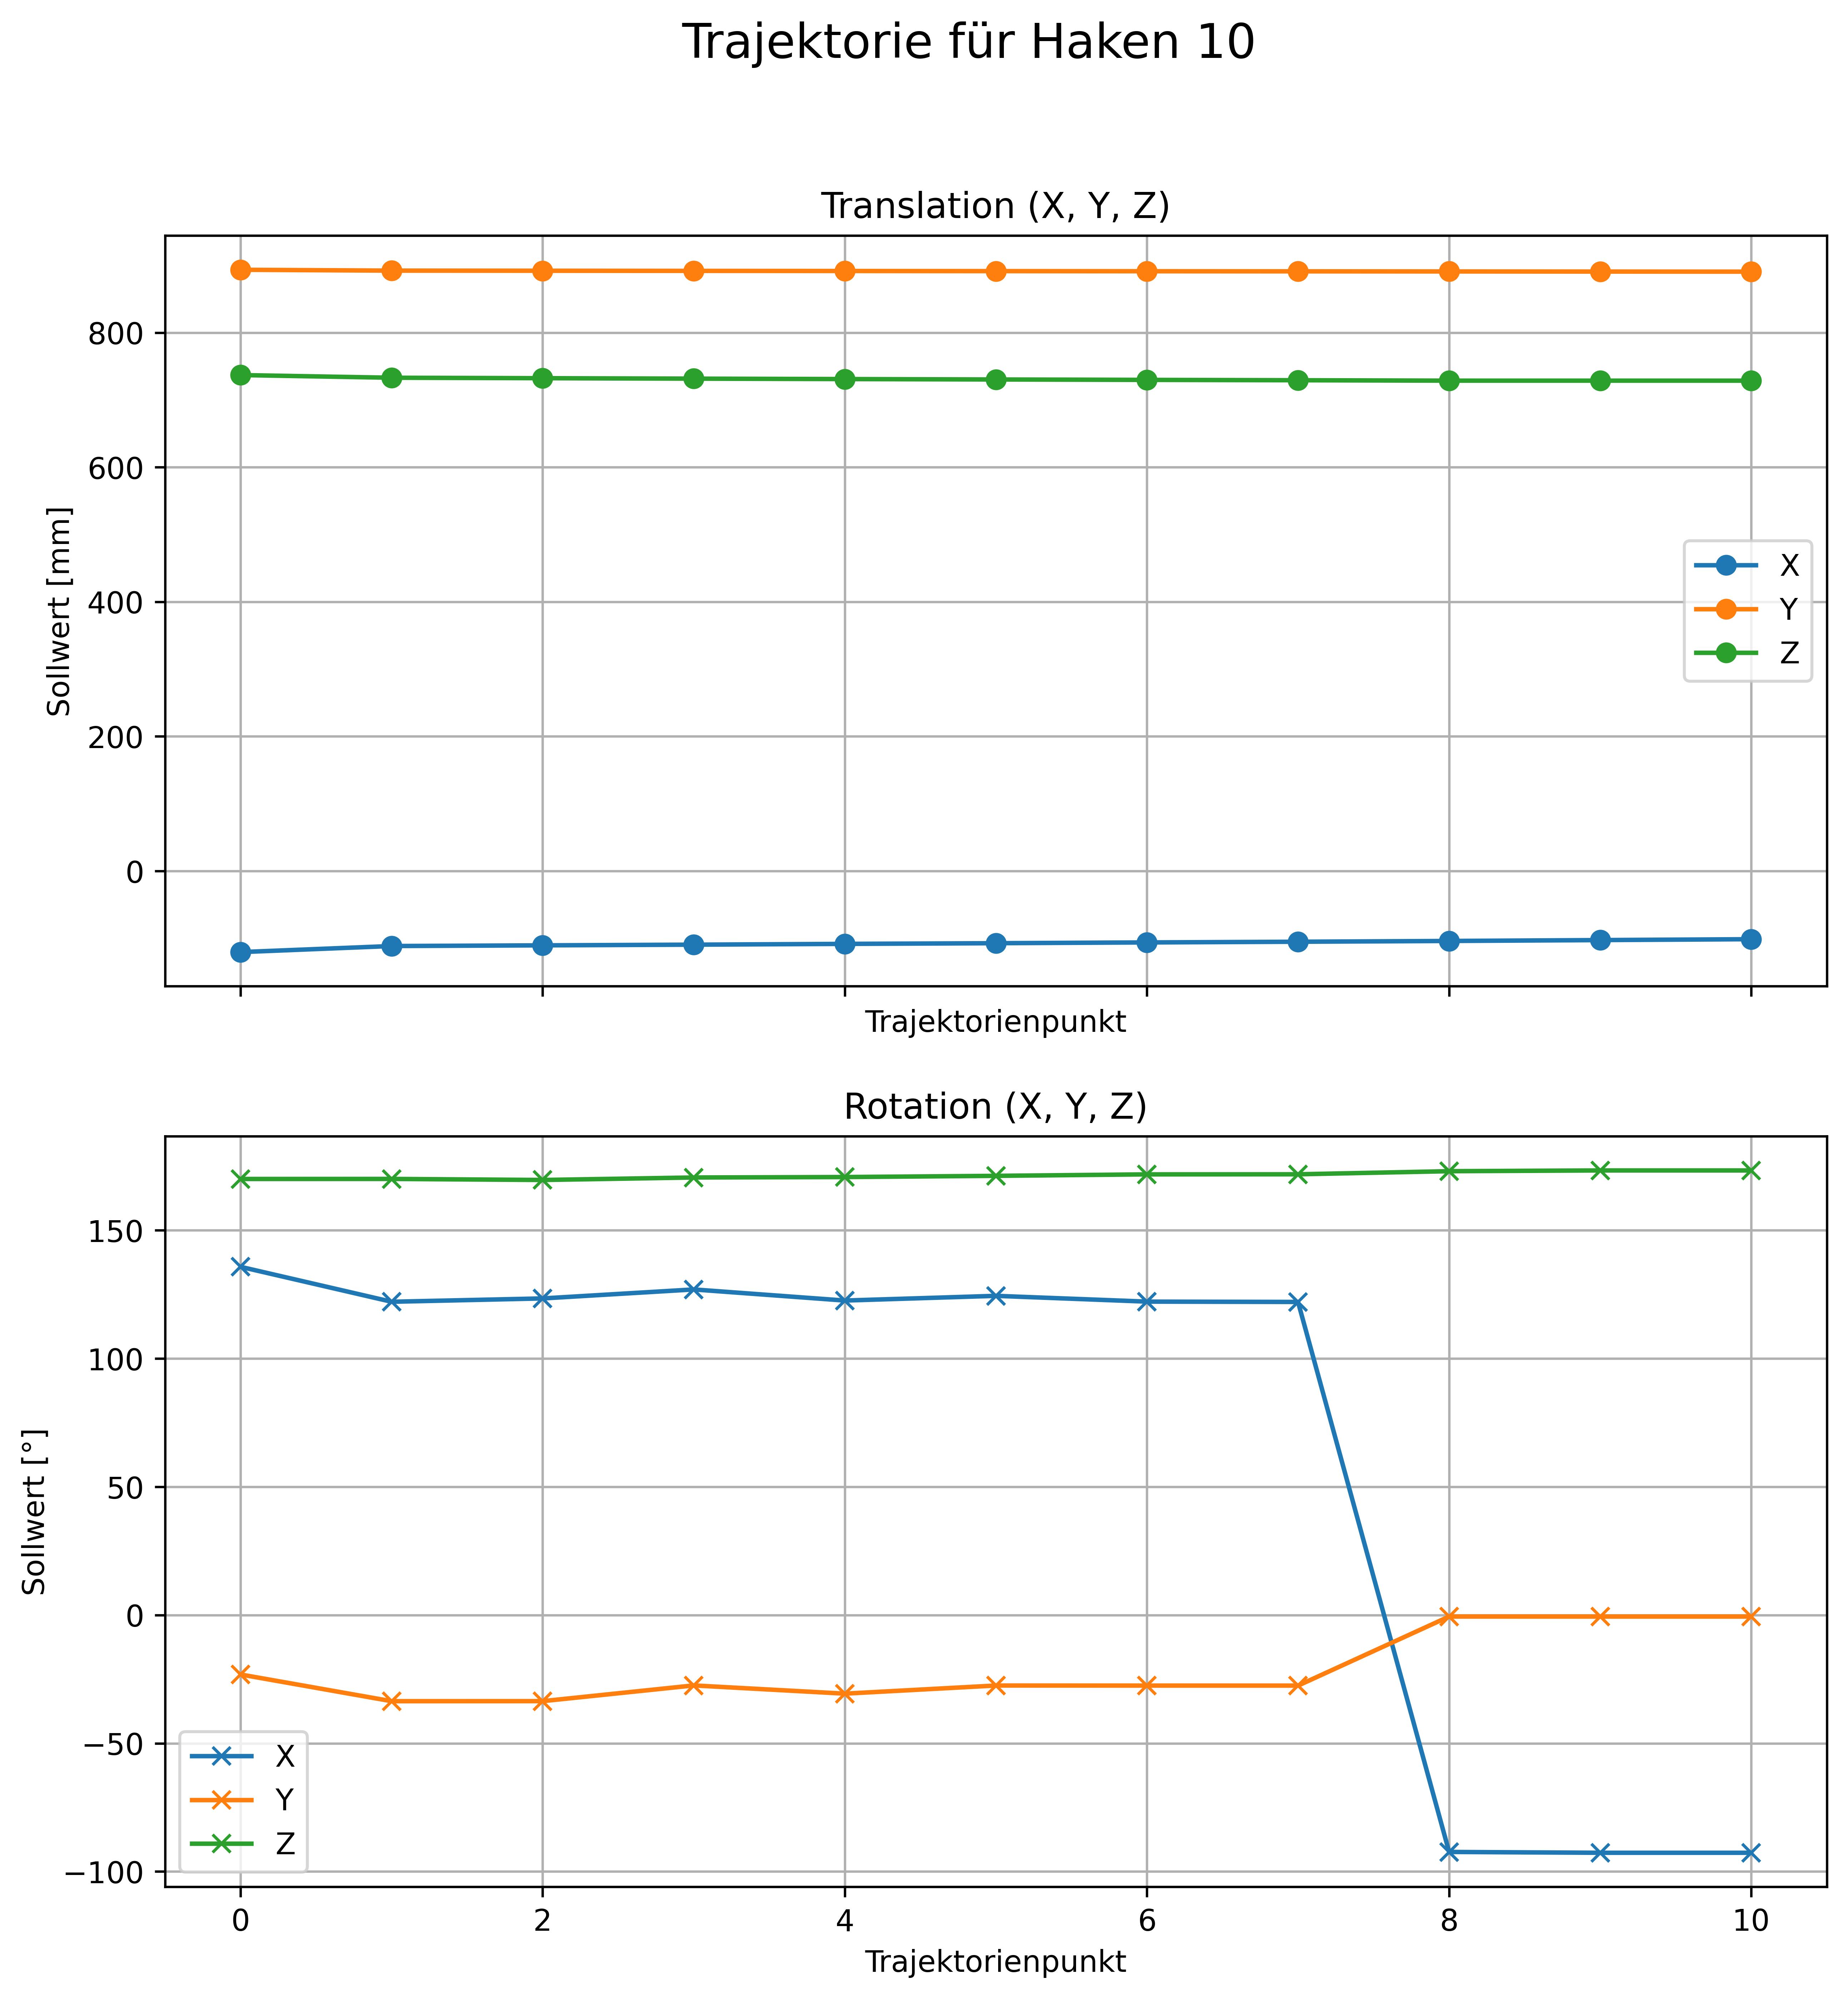 Trajektorie für Haken 10
Translation (X, Y, Z)
Sollwert [mm]
800
600
400
200
0
X
Y
Z
Trajektorienpunkt
Rotation (X, Y, Z)
Sollwert [°]
150
100
50
0
−50
−100
X
Y
Z
0 2 4 6 8 10
Trajektorienpunkt